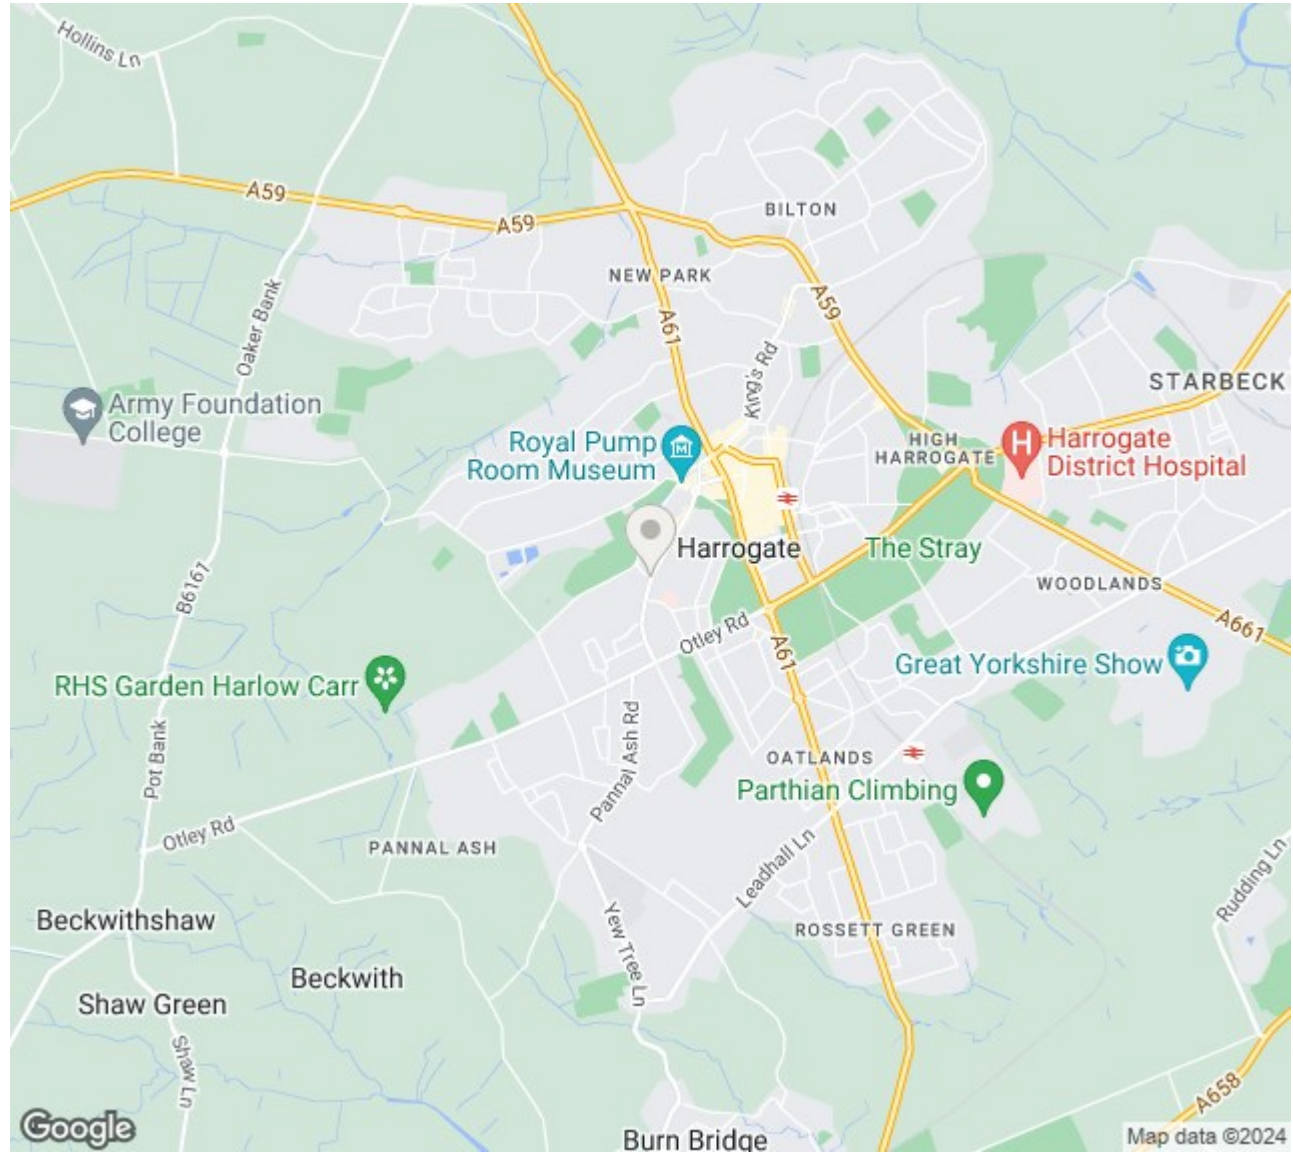 Hollins Ln
A59
A59
BILTON
NEW PARK
A59
A61
Oaker Bank
King's Rd
STARBECK
Army Foundation
College
Royal Pump
Room Museum
HIGH
HARROGATE
Harrogate
District Hospital
Harrogate
The Stray
WOODLANDS
B6161
A661
Otley Rd
A61
Great Yorkshire Show
RHS Garden Harlow Carr
Pot Bank
Pannal Ash Rd
OATLANDS
Parthian Climbing
Otley Rd
PANNAL ASH
Leadhall Ln
Rudding Ln
Beckwithshaw
Yew Tree Ln
ROSSETT GREEN
Beckwith
Shaw Green
Shaw Ln
A658
Google
Burn Bridge
Map data ©2024